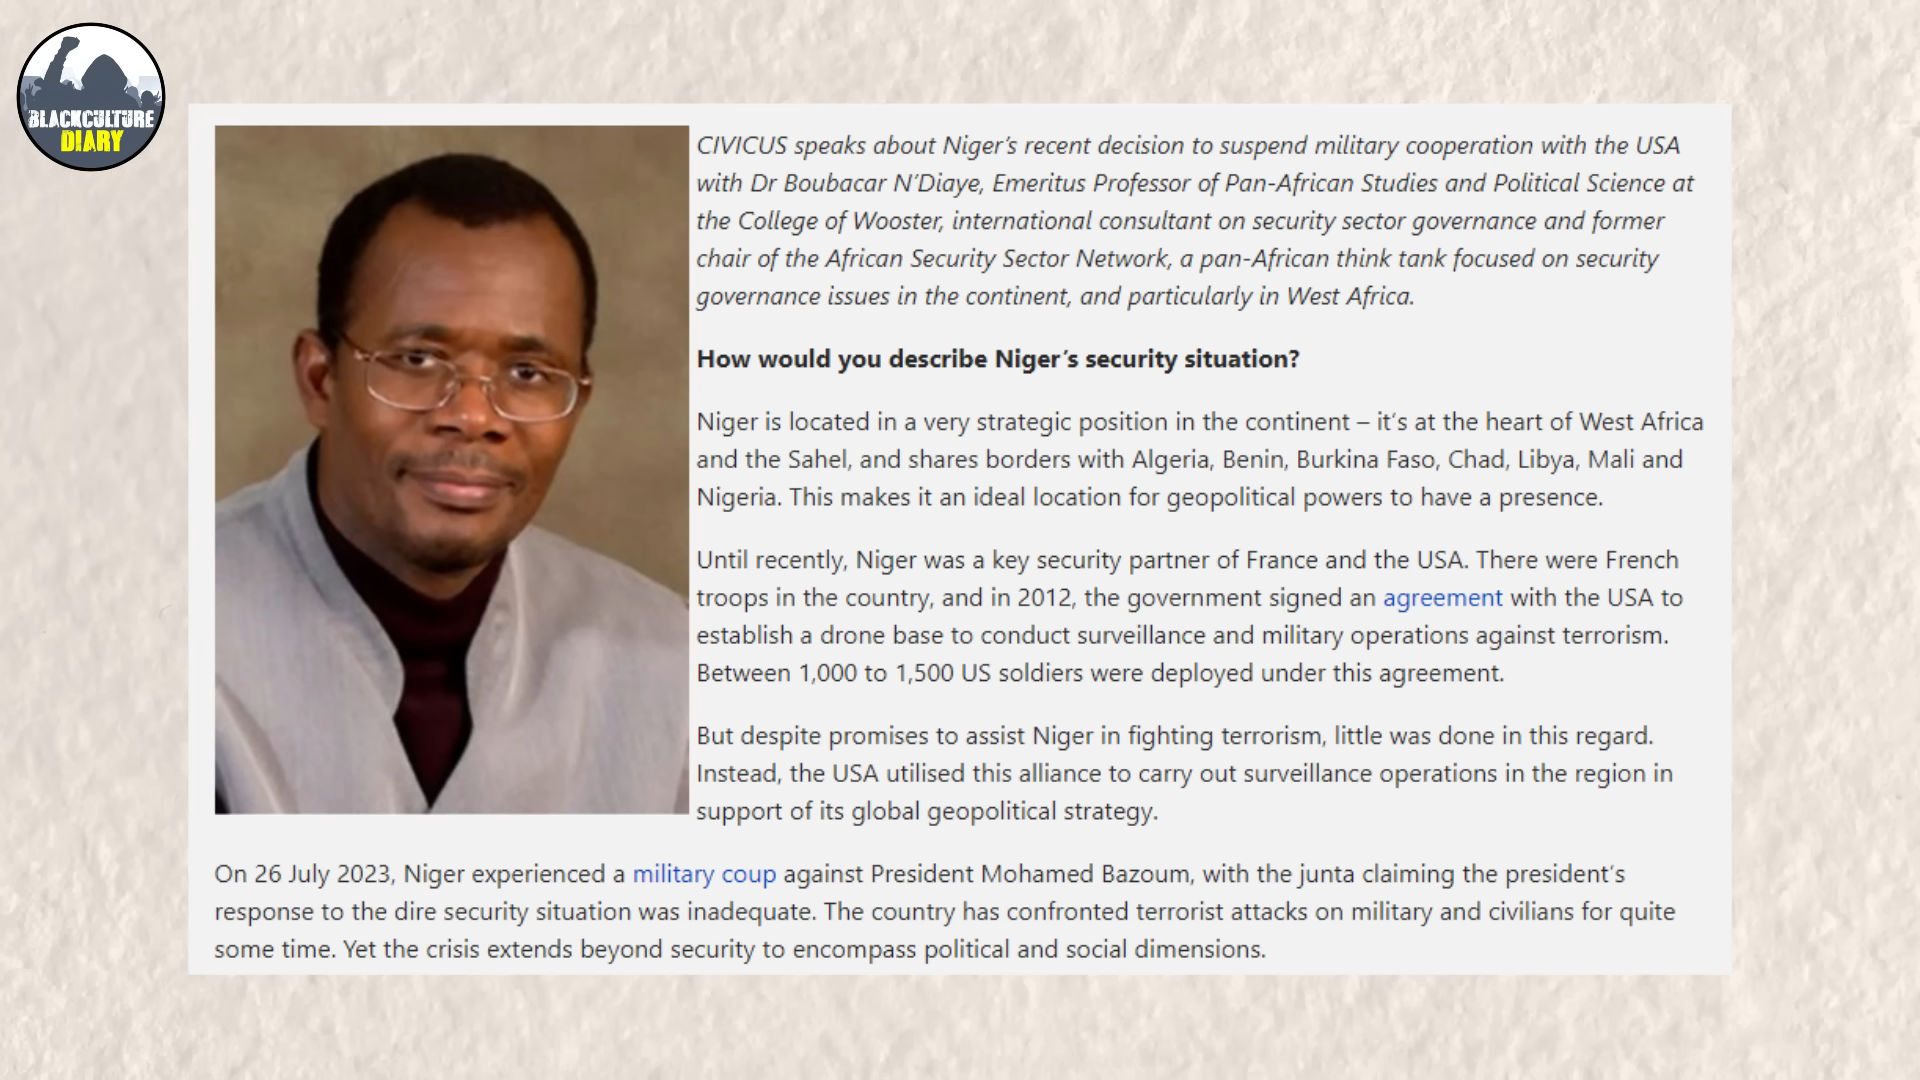 BLACKCULTURE
DIARY
CIVICUS speaks about Niger’s recent decision to suspend military cooperation with the USA
with Dr Boubacar N’Diaye, Emeritus Professor of Pan-African Studies and Political Science at
the College of Wooster, international consultant on security sector governance and former
chair of the African Security Sector Network, a pan-African think tank focused on security
governance issues in the continent, and particularly in West Africa.
How would you describe Niger’s security situation?
Niger is located in a very strategic position in the continent – it’s at the heart of West Africa
and the Sahel, and shares borders with Algeria, Benin, Burkina Faso, Chad, Libya, Mali and
Nigeria. This makes it an ideal location for geopolitical powers to have a presence.
Until recently, Niger was a key security partner of France and the USA. There were French
troops in the country, and in 2012, the government signed an agreement with the USA to
establish a drone base to conduct surveillance and military operations against terrorism.
Between 1,000 to 1,500 US soldiers were deployed under this agreement.
But despite promises to assist Niger in fighting terrorism, little was done in this regard.
Instead, the USA utilised this alliance to carry out surveillance operations in the region in
support of its global geopolitical strategy.
On 26 July 2023, Niger experienced a military coup against President Mohamed Bazoum, with the junta claiming the president’s
response to the dire security situation was inadequate. The country has confronted terrorist attacks on military and civilians for quite
some time. Yet the crisis extends beyond security to encompass political and social dimensions.